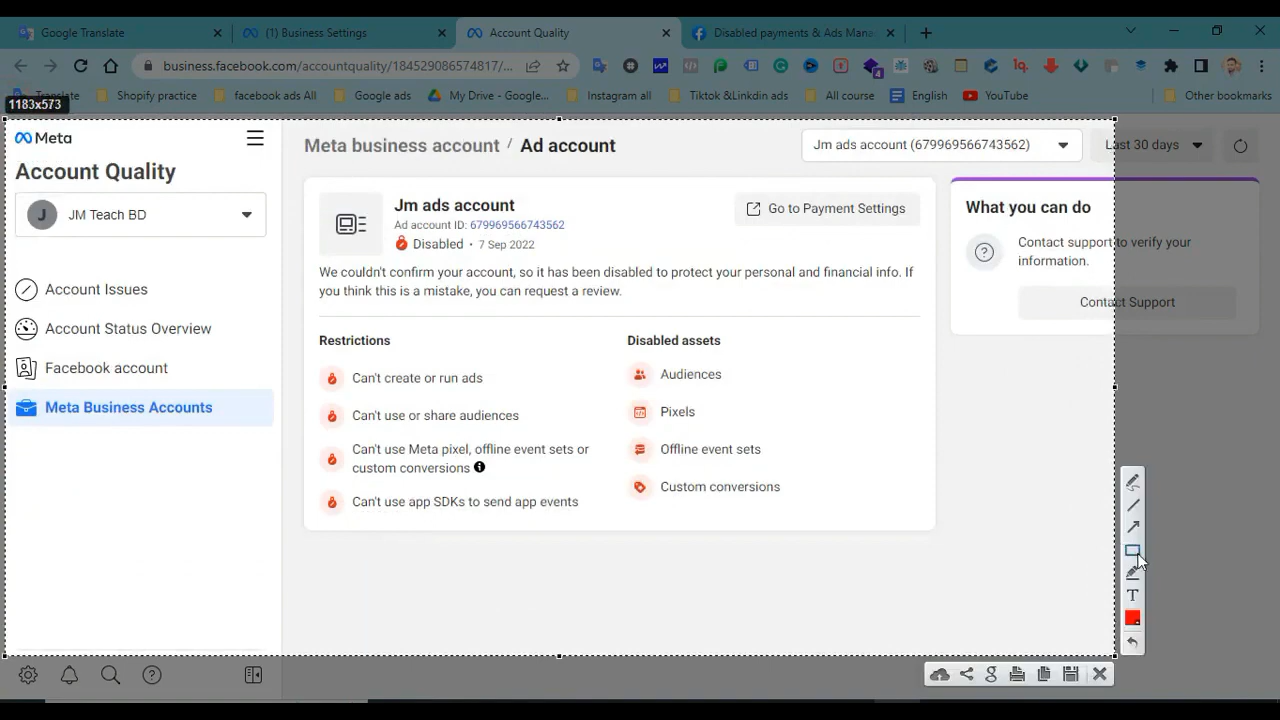 Google Translate
(1) Business Settings
Account Quality
Disabled payments & Ads Mana
business.facebook.com/accountquality/184529086574817/...
Translate
Shopify practice
facebook ads All
Google ads
My Drive - Google...
Instagram all
Tiktok &Linkdin ads
All course
English
YouTube
Other bookmarks
1183x573
Meta
Account Quality
J
JM Teach BD
Account Issues
Account Status Overview
Facebook account
Meta Business Accounts
Meta business account / Ad account
Jm ads account (679969566743562)
Last 30 days
Jm ads account
Ad account ID: 679969566743562
Disabled • 7 Sep 2022
Go to Payment Settings
We couldn't confirm your account, so it has been disabled to protect your personal and financial info. If
you think this is a mistake, you can request a review.
Restrictions
Can't create or run ads
Can't use or share audiences
Can't use Meta pixel, offline event sets or
custom conversions
Can't use app SDKs to send app events
Disabled assets
Audiences
Pixels
Offline event sets
Custom conversions
What you can do
Contact support to verify your
information.
Contact Support
T